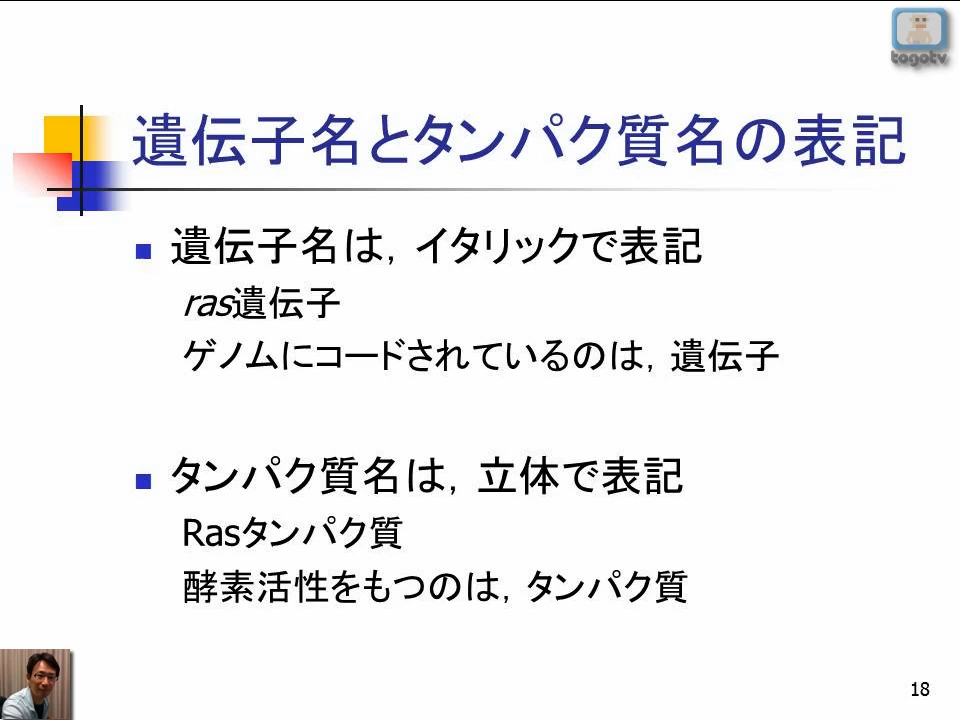 togotv
遺伝子名とタンパク質名の表記
遺伝子名は，イタリックで表記
ras遺伝子
ゲノムにコードされているのは，遺伝子
タンパク質名は，立体で表記
Rasタンパク質
酵素活性をもつのは，タンパク質
18